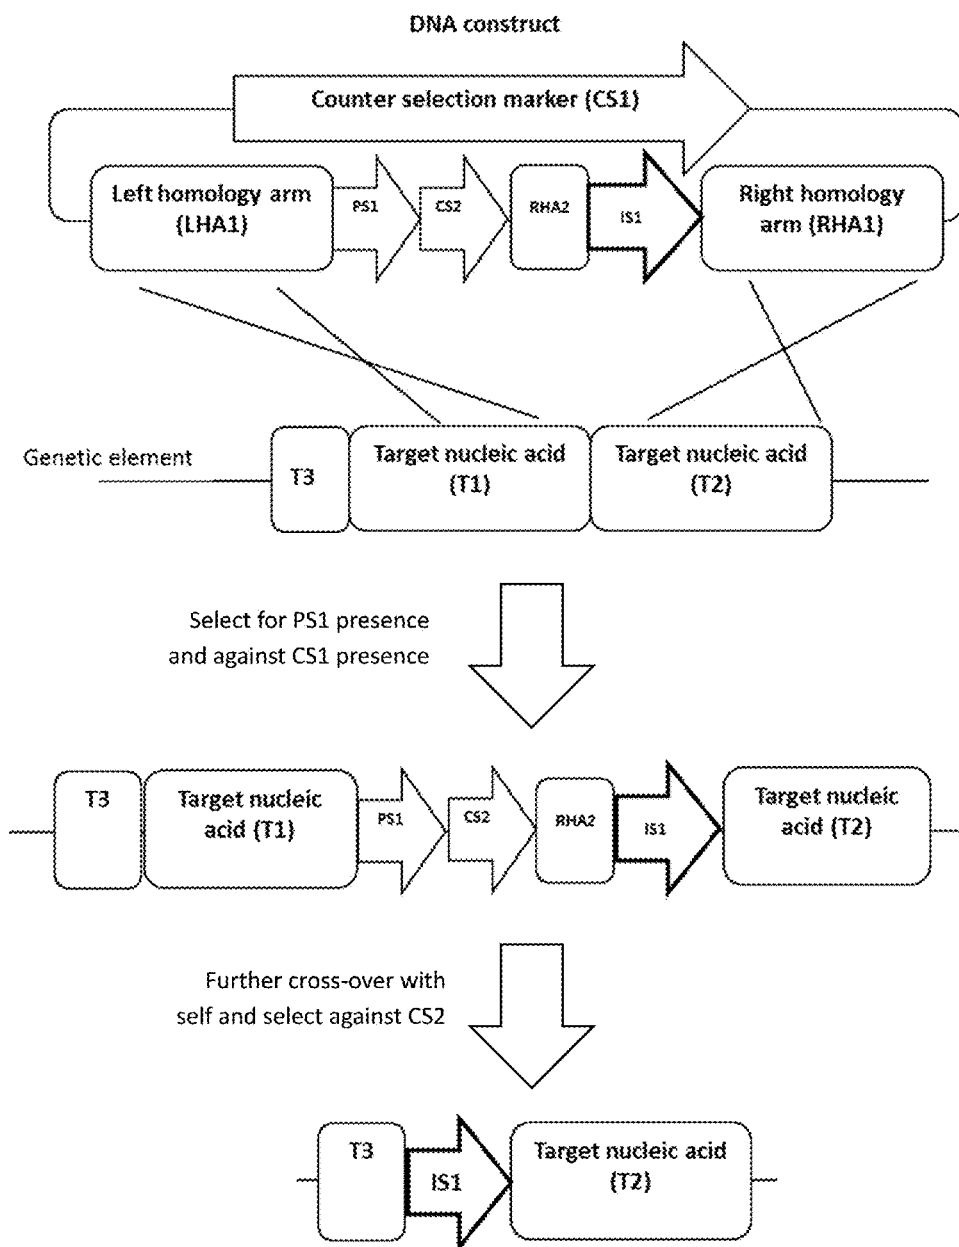 DNA construct
Counter selection marker (CS1)
Left homology arm
(LHA1)
PS1
CS2
RHA2
IS1
Right homology
arm (RHA1)
Genetic element
T3
Target nucleic acid
(T1)
Target nucleic acid
(T2)
Select for PS1 presence
and against CS1 presence
T3
Target nucleic
acid (T1)
PS1
CS2
RHA2
IS1
Target nucleic
acid (T2)
Further cross-over with
self and select against CS2
T3
IS1
Target nucleic acid
(T2)